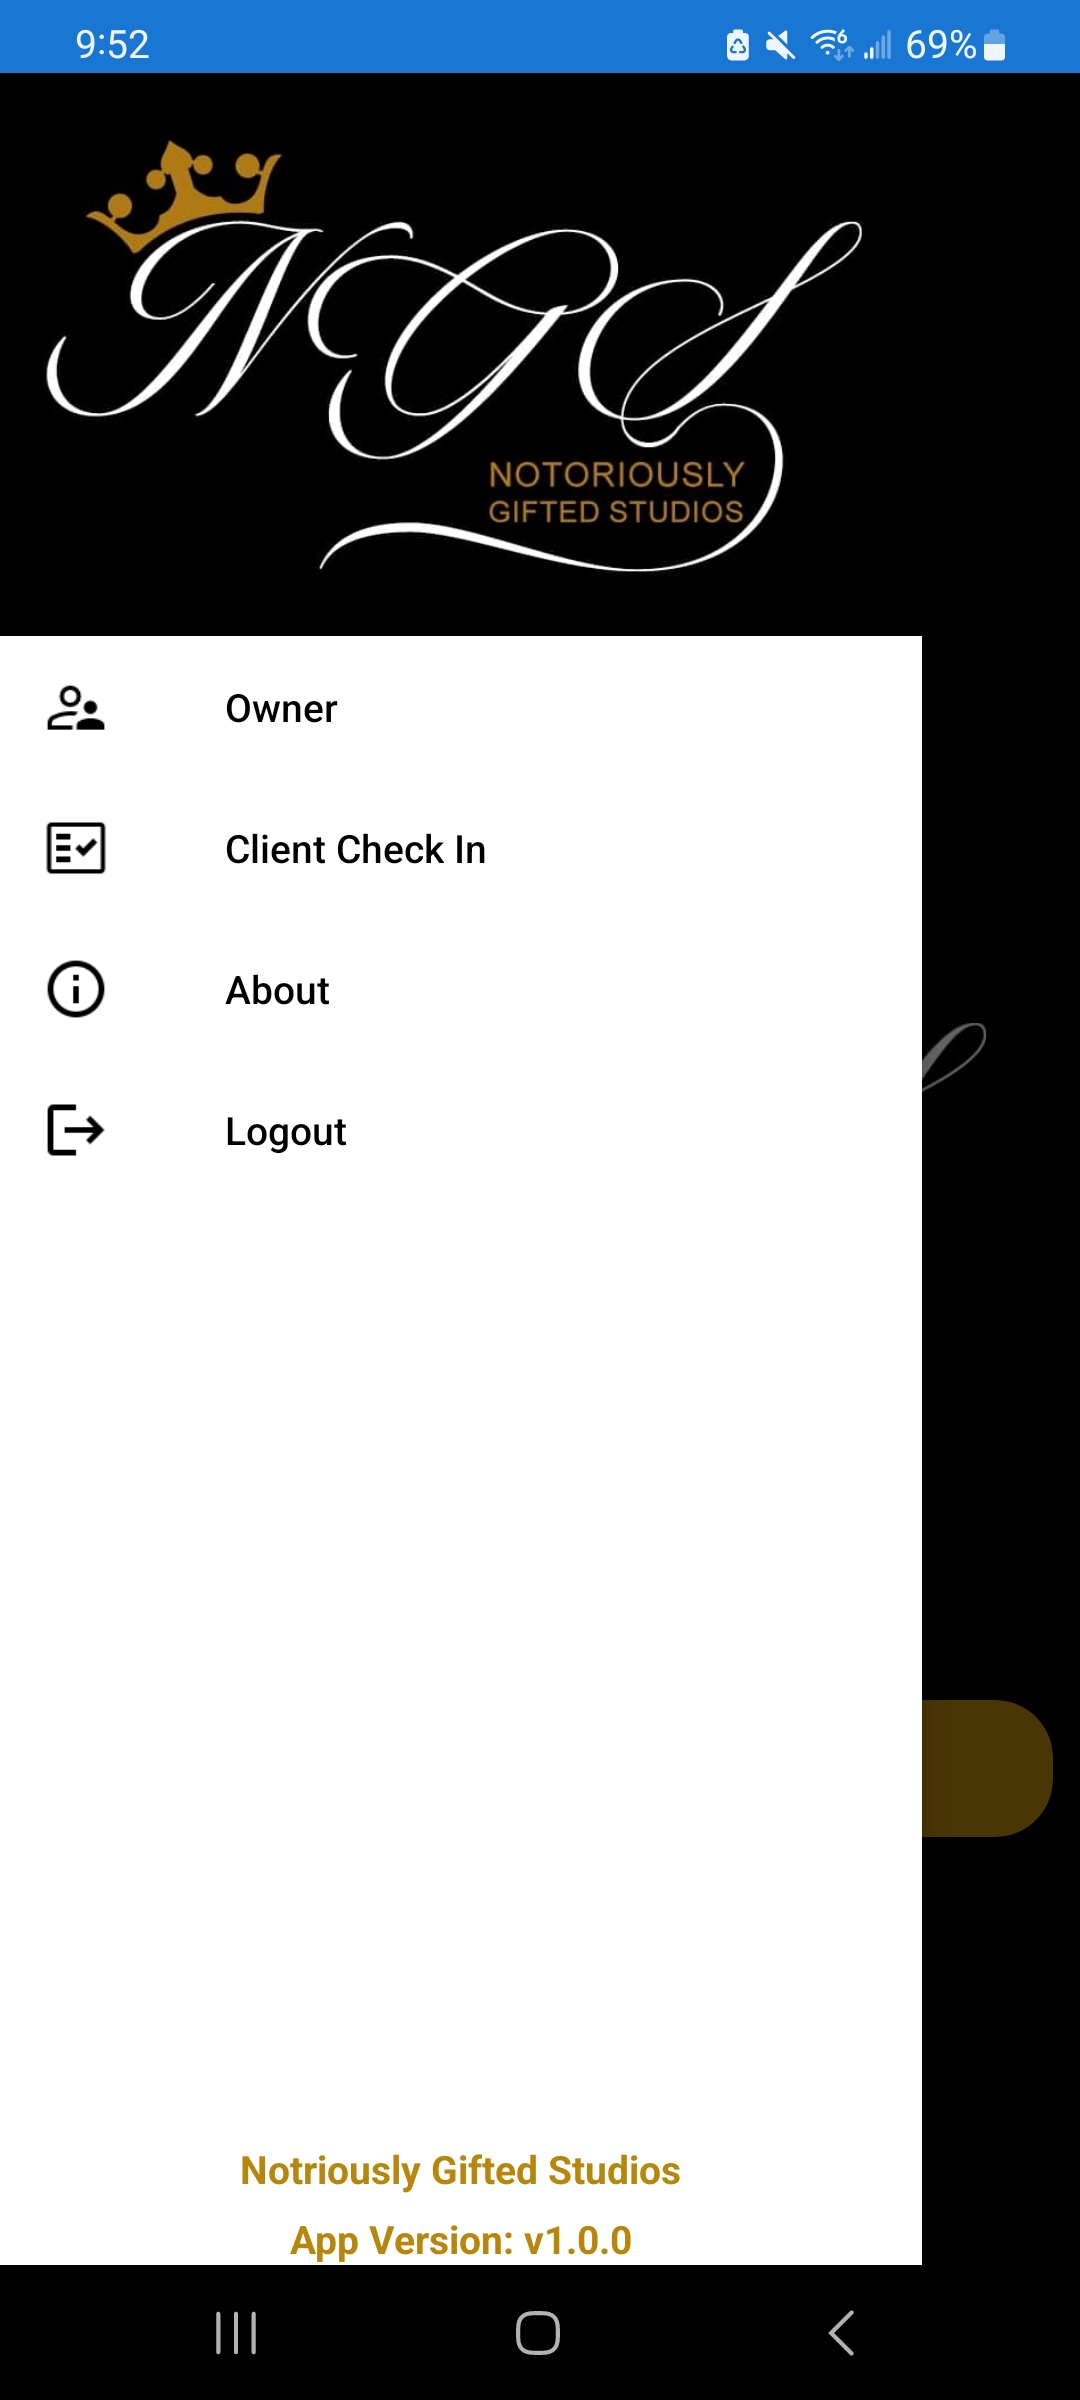 9:52 6 69%
NGS
NOTORIOUSLY
GIFTED STUDIOS
Owner
Client Check In
About
Logout
Notriously Gifted Studios
App Version: v1.0.0